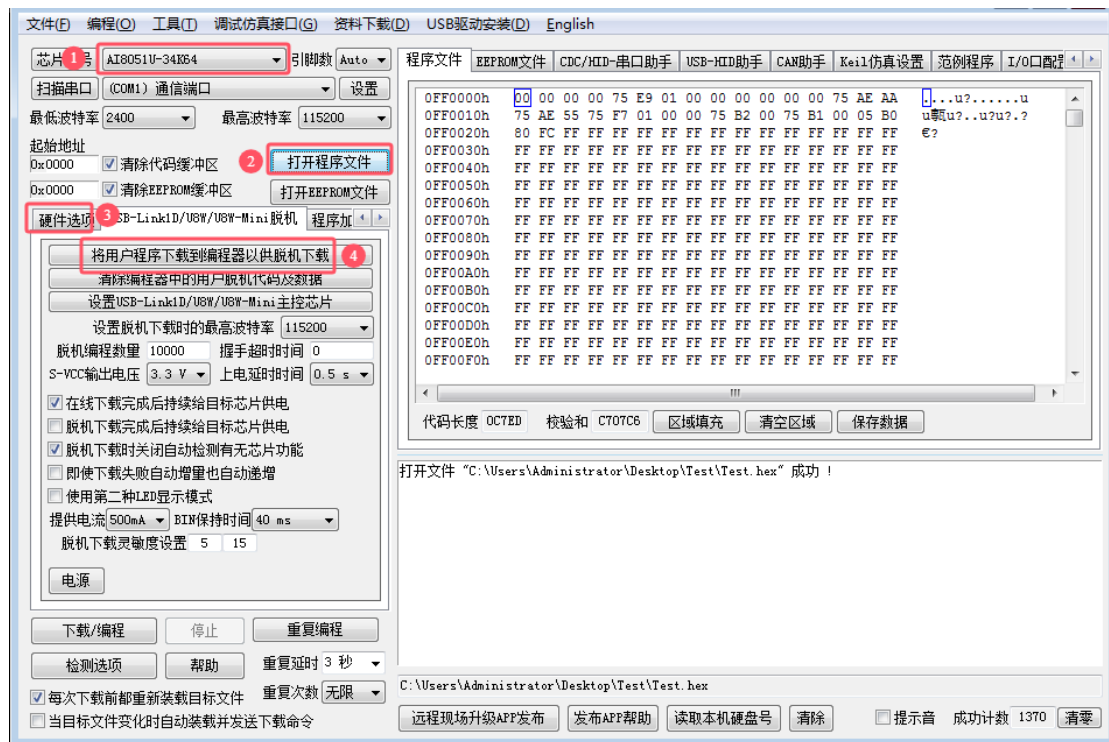 文件(F) 编程(O) 工具(T) 调试仿真接口(G) 资料下载(D) USB驱动安装(D) English
芯片 1 号 AI8051U-34K64 引脚数 Auto
扫描串口 (COM1) 通信端口 设置
最低波特率 2400 最高波特率 115200
起始地址
0x0000 清除代码缓冲区 2 打开程序文件
0x0000 清除EEPROM缓冲区 打开EEPROM文件
硬件选项 3 SB-Link1D/U8W/U8W-Mini脱机 程序加
将用户程序下载到编程器以供脱机下载 4
清除编程器中的用户脱机代码及数据
设置USB-Link1D/U8W/U8W-Mini主控芯片
设置脱机下载时的最高波特率 115200
脱机编程数量 10000 握手超时时间 0
S-VCC输出电压 3.3 V 上电延时时间 0.5 s
在线下载完成后持续给目标芯片供电
脱机下载完成后持续给目标芯片供电
脱机下载时关闭自动检测有无芯片功能
即使下载失败自动增量也自动递增
使用第二种LED显示模式
提供电流 500mA BIN保持时间 40 ms
脱机下载灵敏度设置 5 15
电源
下载/编程 停止 重复编程
检测选项 帮助 重复延时 3 秒
每次下载前都重新装载目标文件 重复次数 无限
当目标文件变化时自动装载并发送下载命令
程序文件 EEPROM文件 CDC/HID-串口助手 USB-HID助手 CAN助手 Keil仿真设置 范例程序 I/O口配
0FF0000h 00 00 00 00 75 E9 01 00 00 00 00 00 00 75 AE AA ....u?......u
0FF0010h 75 AE 55 75 F7 01 00 00 75 B2 00 75 B1 00 05 B0 u甎u?..u?u?.?
0FF0020h 80 FC FF FF FF FF FF FF FF FF FF FF FF FF FF FF €?
0FF0030h FF FF FF FF FF FF FF FF FF FF FF FF FF FF FF FF
0FF0040h FF FF FF FF FF FF FF FF FF FF FF FF FF FF FF FF
0FF0050h FF FF FF FF FF FF FF FF FF FF FF FF FF FF FF FF
0FF0060h FF FF FF FF FF FF FF FF FF FF FF FF FF FF FF FF
0FF0070h FF FF FF FF FF FF FF FF FF FF FF FF FF FF FF FF
0FF0080h FF FF FF FF FF FF FF FF FF FF FF FF FF FF FF FF
0FF0090h FF FF FF FF FF FF FF FF FF FF FF FF FF FF FF FF
0FF00A0h FF FF FF FF FF FF FF FF FF FF FF FF FF FF FF FF
0FF00B0h FF FF FF FF FF FF FF FF FF FF FF FF FF FF FF FF
0FF00C0h FF FF FF FF FF FF FF FF FF FF FF FF FF FF FF FF
0FF00D0h FF FF FF FF FF FF FF FF FF FF FF FF FF FF FF FF
0FF00E0h FF FF FF FF FF FF FF FF FF FF FF FF FF FF FF FF
0FF00F0h FF FF FF FF FF FF FF FF FF FF FF FF FF FF FF FF
代码长度 0C7ED 校验和 C707C6 区域填充 清空区域 保存数据
打开文件 “C:\Users\Administrator\Desktop\Test\Test.hex” 成功 !
C:\Users\Administrator\Desktop\Test\Test.hex
远程现场升级APP发布 发布APP帮助 读取本机硬盘号 清除 提示音 成功计数 1370 清零